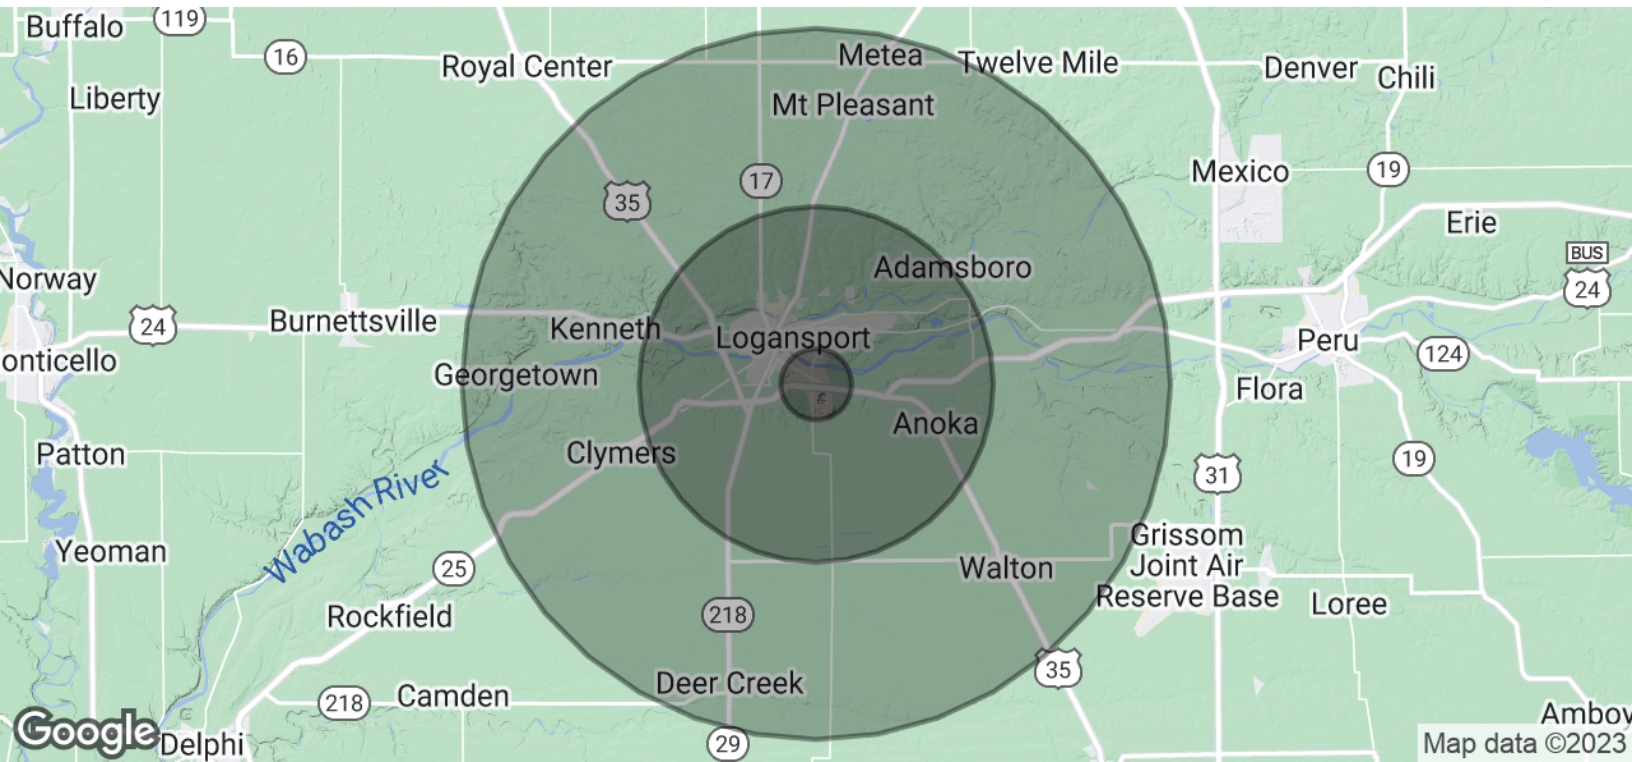 Buffalo
119
16
Royal Center
Metea
Twelve Mile
Denver
Chili
Liberty
Mt Pleasant
17
35
Mexico
19
Erie
BUS
24
Norway
Adamsboro
24
Burnettsville
Kenneth
Logansport
Peru
124
onticello
Georgetown
Flora
Anoka
Patton
Clymers
19
31
Wabash River
Yeoman
25
Walton
Grissom
Joint Air
Reserve Base
Loree
Rockfield
218
35
Deer Creek
218
Camden
Ambov
Google
Delphi
29
Map data ©2023